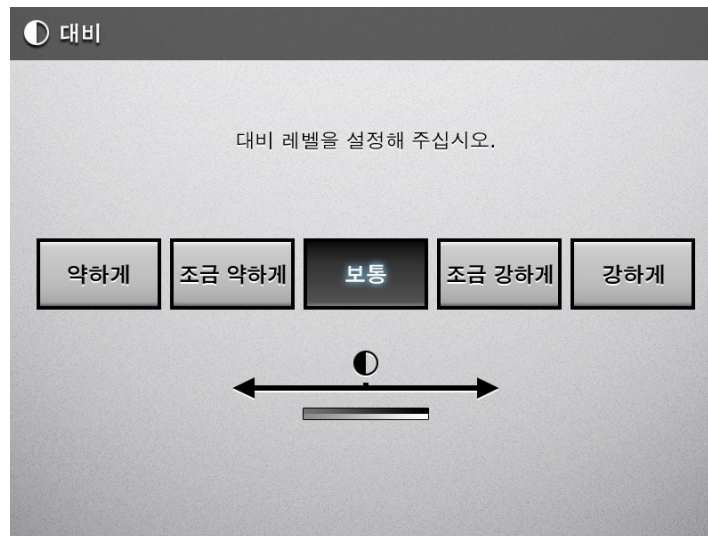 대비
대비 레벨을 설정해 주십시오.
약하게 조금 약하게 보통 조금 강하게 강하게